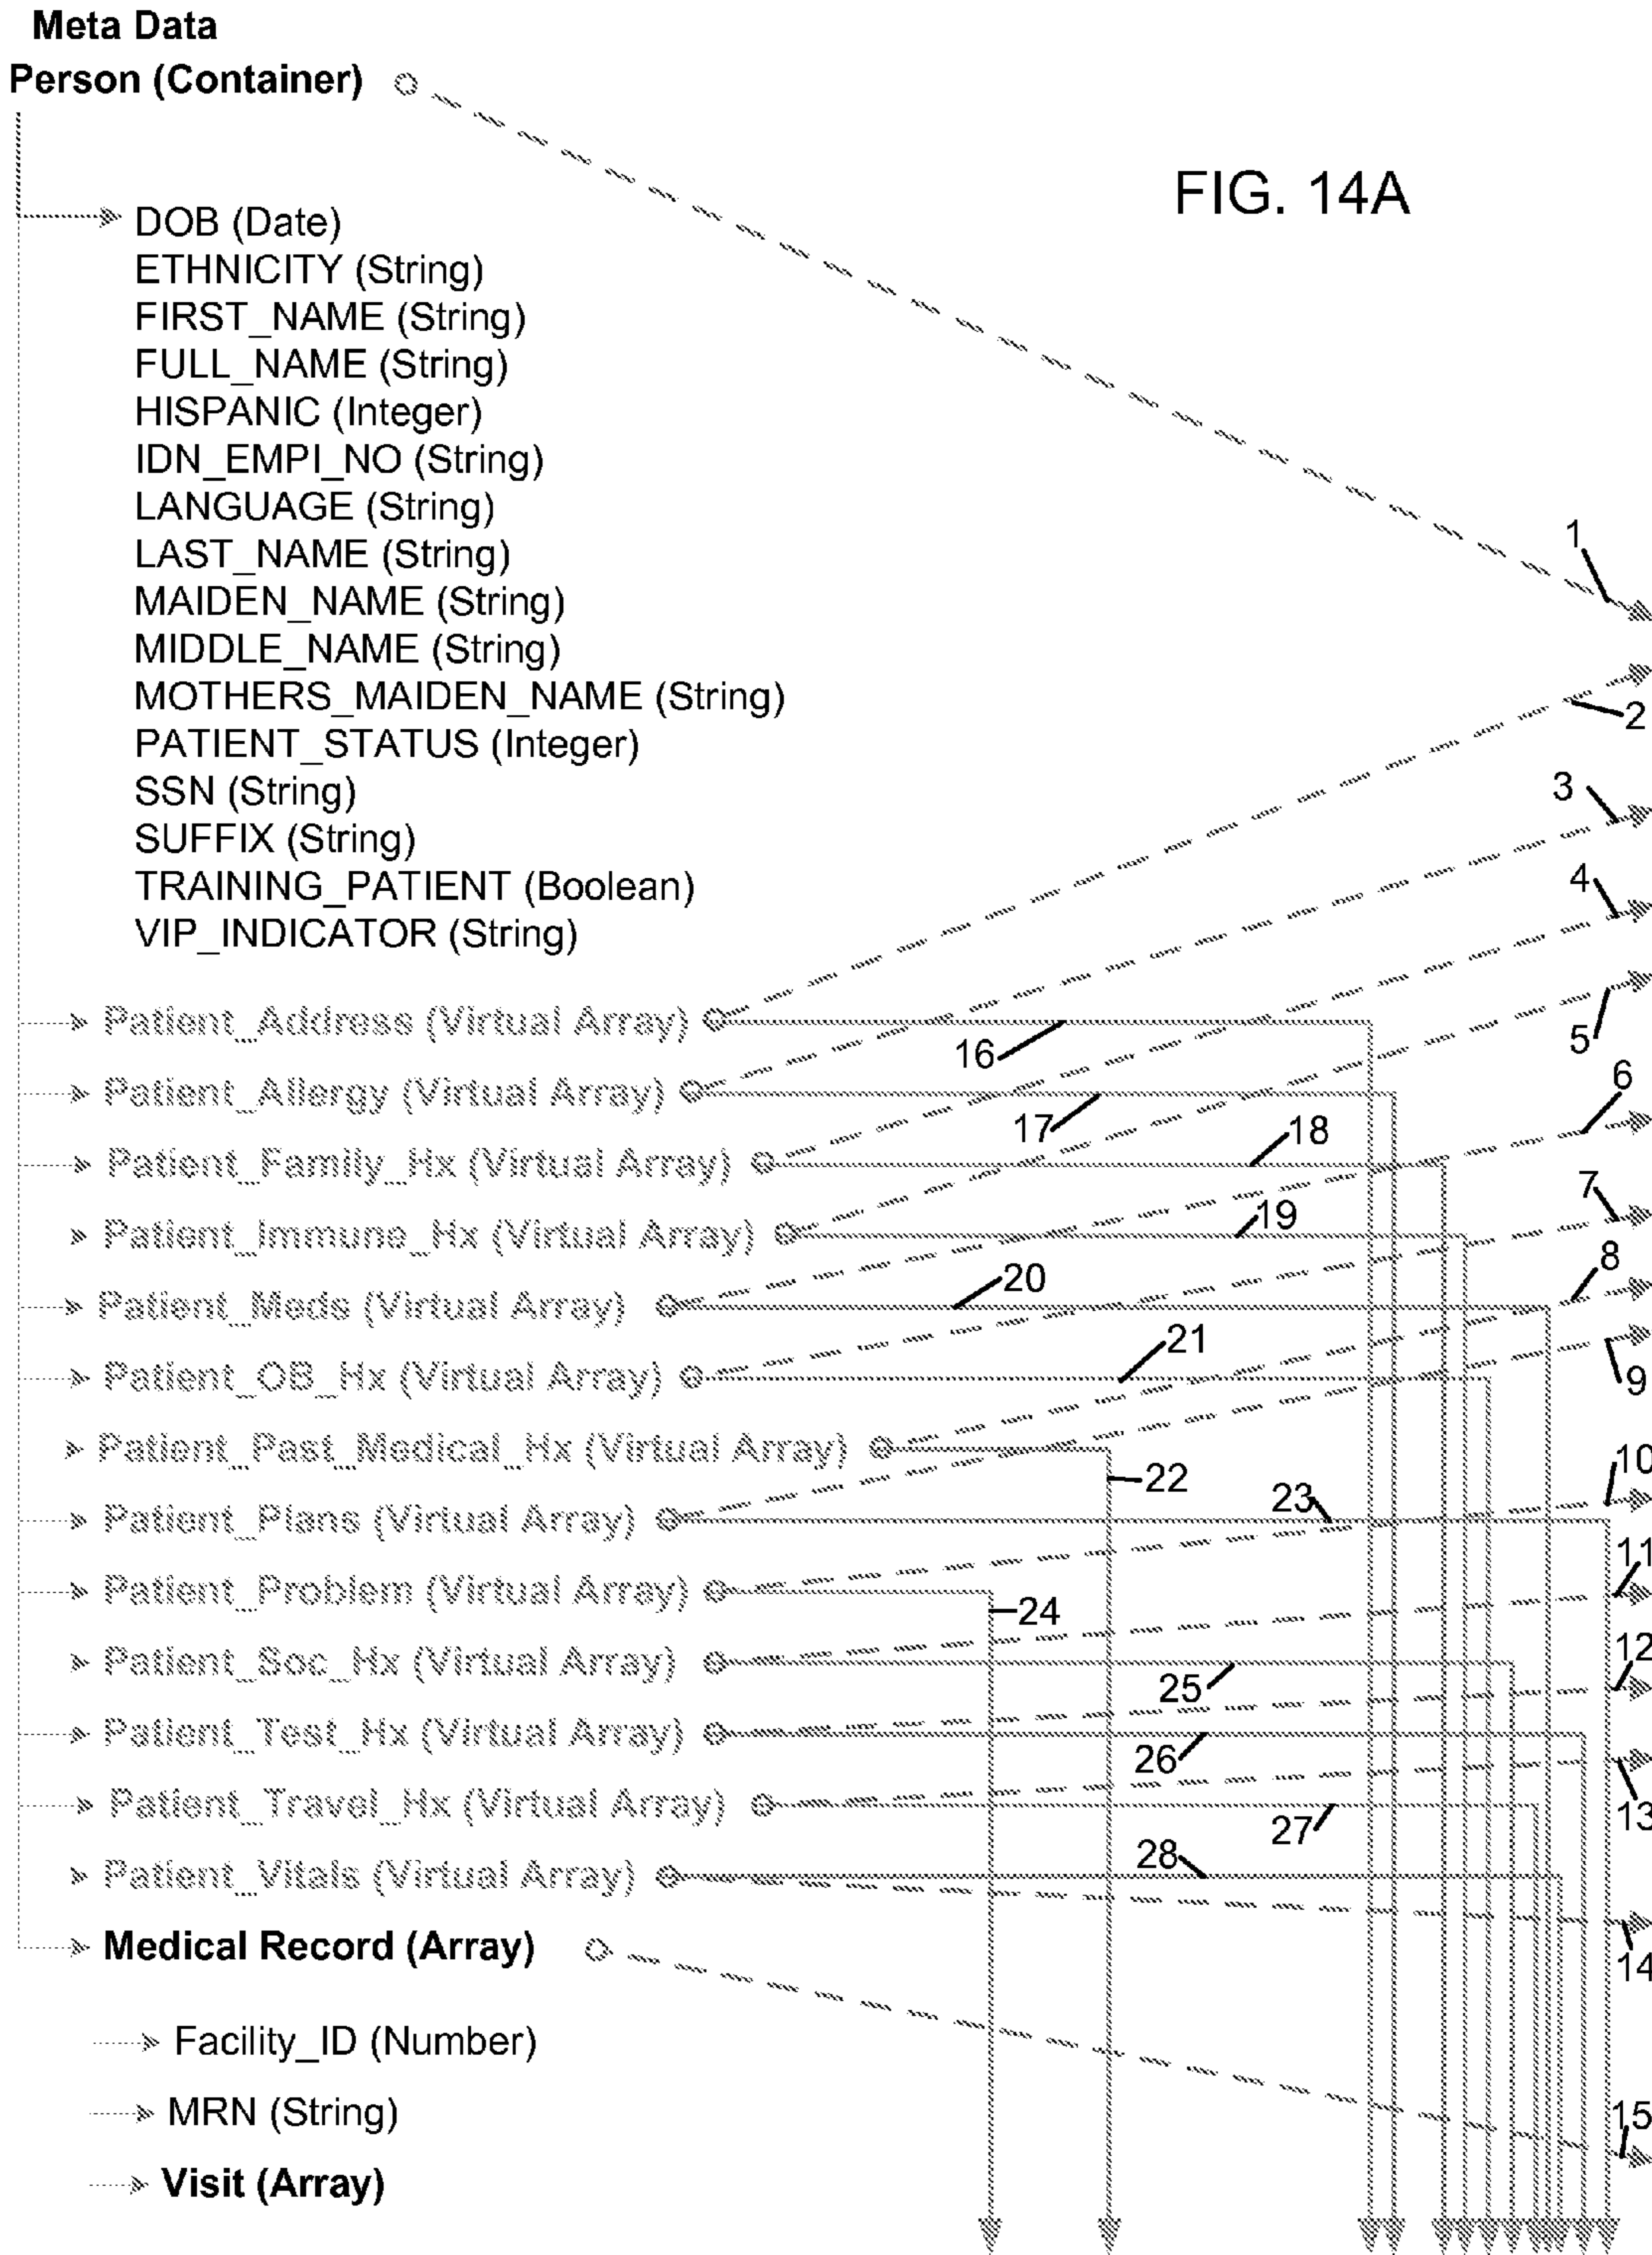 Meta Data
Person (Container)
FIG. 14A
DOB (Date)
ETHNICITY (String)
FIRST_NAME (String)
FULL_NAME (String)
HISPANIC (Integer)
IDN_EMPI_NO (String)
LANGUAGE (String)
1
LAST_NAME (String)
MAIDEN_NAME (String)
MIDDLE_NAME (String)
MOTHERS_MAIDEN_NAME (String)
2
PATIENT_STATUS (Integer)
3
SSN (String)
SUFFIX (String)
4
TRAINING_PATIENT (Boolean)
VIP_INDICATOR (String)
Patient_Address (Virtual Array)
16
5
6
Patient_Allergy (Virtual Array)
17
18
Patient_Family_Hx (Virtual Array)
7
19
Patient_Immune_Hx (Virtual Array)
8
20
Patient_Meds (Virtual Array)
21
Patient_OB_Hx (Virtual Array)
9
Patient_Past_Medical_Hx (Virtual Array)
10
22
23
Patient_Plans (Virtual Array)
11
Patient_Problem (Virtual Array)
24
12
Patient_Soc_Hx (Virtual Array)
25
Patient_Test_Hx (Virtual Array)
26
Patient_Travel_Hx (Virtual Array)
13
27
28
Patient_Vitals (Virtual Array)
Medical Record (Array)
14
Facility_ID (Number)
MRN (String)
15
Visit (Array)